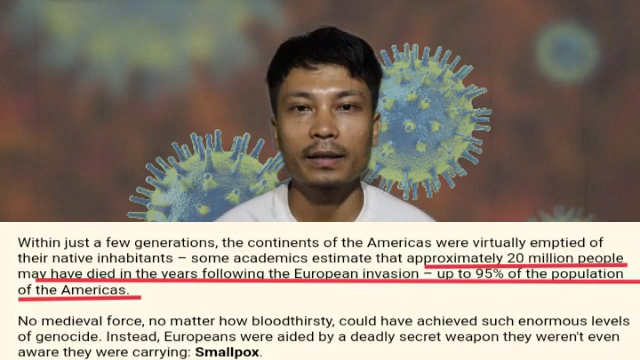 Within just a few generations, the continents of the Americas were virtually emptied of
their native inhabitants – some academics estimate that approximately 20 million people
may have died in the years following the European invasion – up to 95% of the population
of the Americas.
No medieval force, no matter how bloodthirsty, could have achieved such enormous levels
of genocide. Instead, Europeans were aided by a deadly secret weapon they weren't even
aware they were carrying: Smallpox.